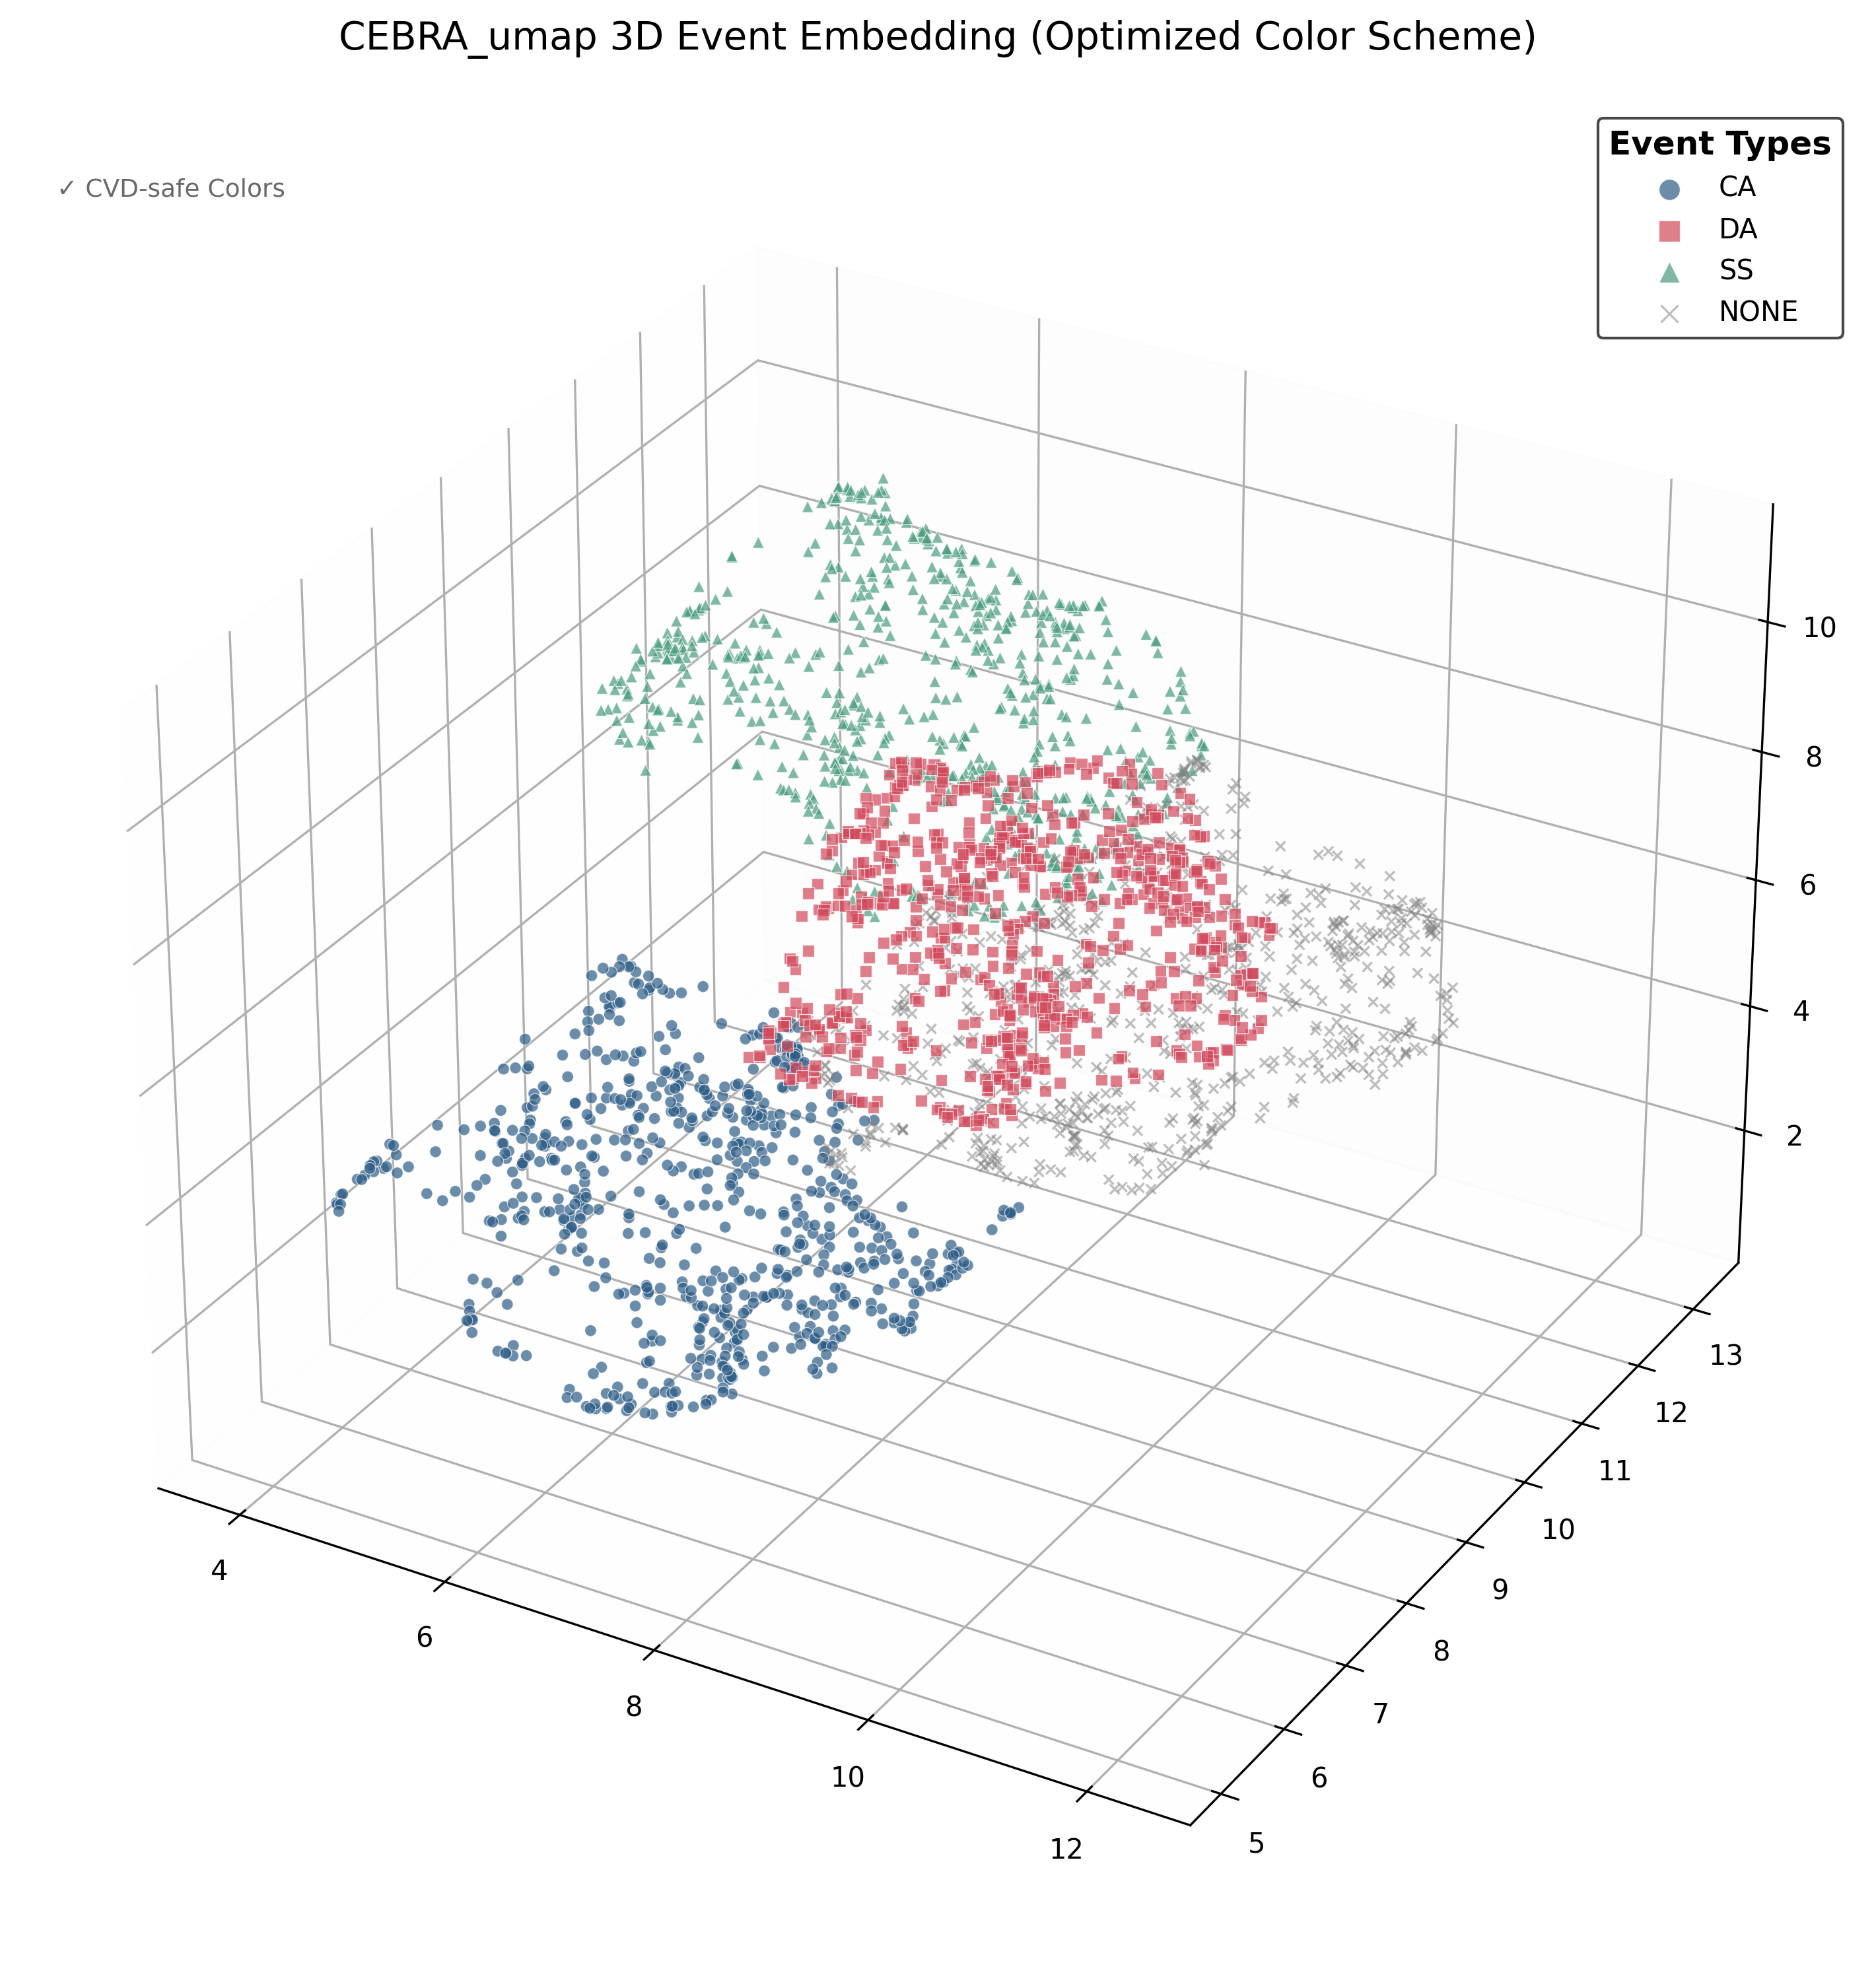 CEBRA_umap 3D Event Embedding (Optimized Color Scheme)
✓ CVD-safe Colors
Event Types
CA
DA
SS
NONE
10
8
6
4
2
4
6
8
10
12
5
6
7
8
9
10
11
12
13